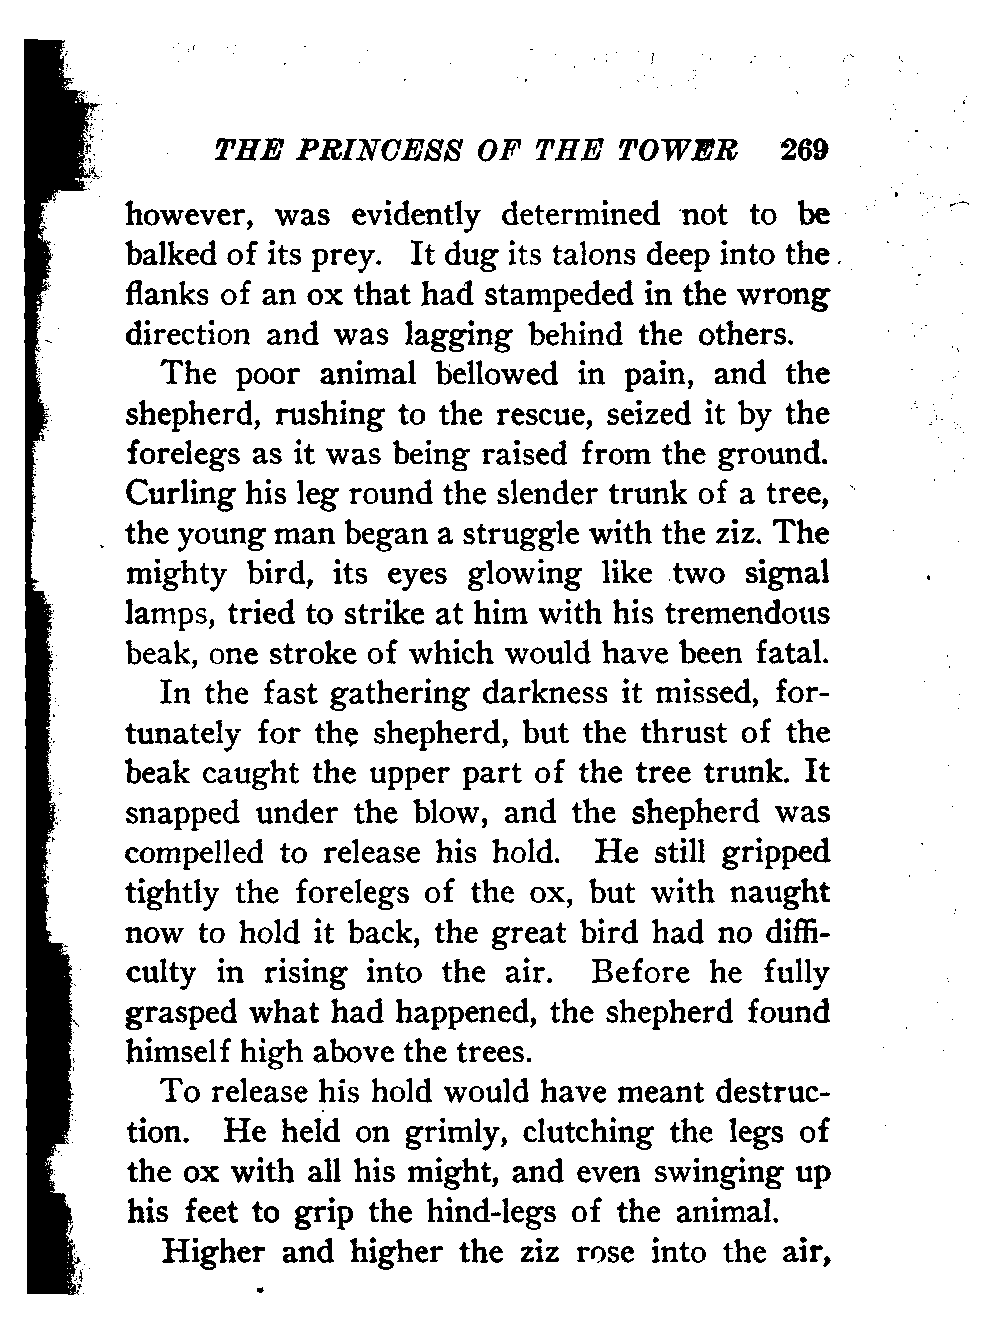 THE PRINCESS OF THE TOWER 269
however, was evidently determined not to be
balked of its prey. It dug its talons deep into the
flanks of an ox that had stampeded in the wrong
direction and was lagging behind the others.
The poor animal bellowed in pain, and the
shepherd, rushing to the rescue, seized it by the
forelegs as it was being raised from the ground.
Curling his leg round the slender trunk of a tree,
the young man began a struggle with the ziz. The
mighty bird, its eyes glowing like two signal
lamps, tried to strike at him with his tremendous
beak, one stroke of which would have been fatal.
In the fast gathering darkness it missed, for-
tunately for the shepherd, but the thrust of the
beak caught the upper part of the tree trunk. It
snapped under the blow, and the shepherd was
compelled to release his hold. He still gripped
tightly the forelegs of the ox, but with naught
now to hold it back, the great bird had no diffi-
culty in rising into the air. Before he fully
grasped what had happened, the shepherd found
himself high above the trees.
To release his hold would have meant destruc-
tion. He held on grimly, clutching the legs of
the ox with all his might, and even swinging up
his feet to grip the hind-legs of the animal.
Higher and higher the ziz rose into the air,